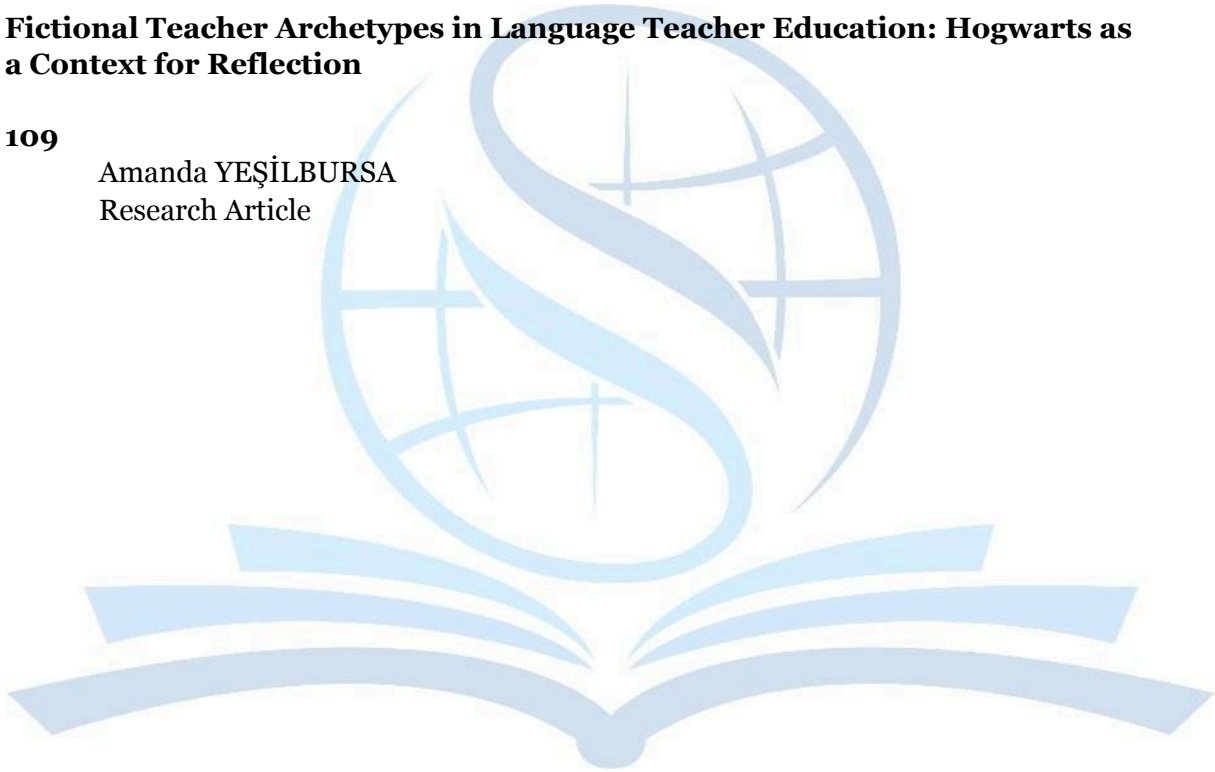 Fictional Teacher Archetypes in Language Teacher Education: Hogwarts as
a Context for Reflection
109
Amanda YEŞİLBURSA
Research Article